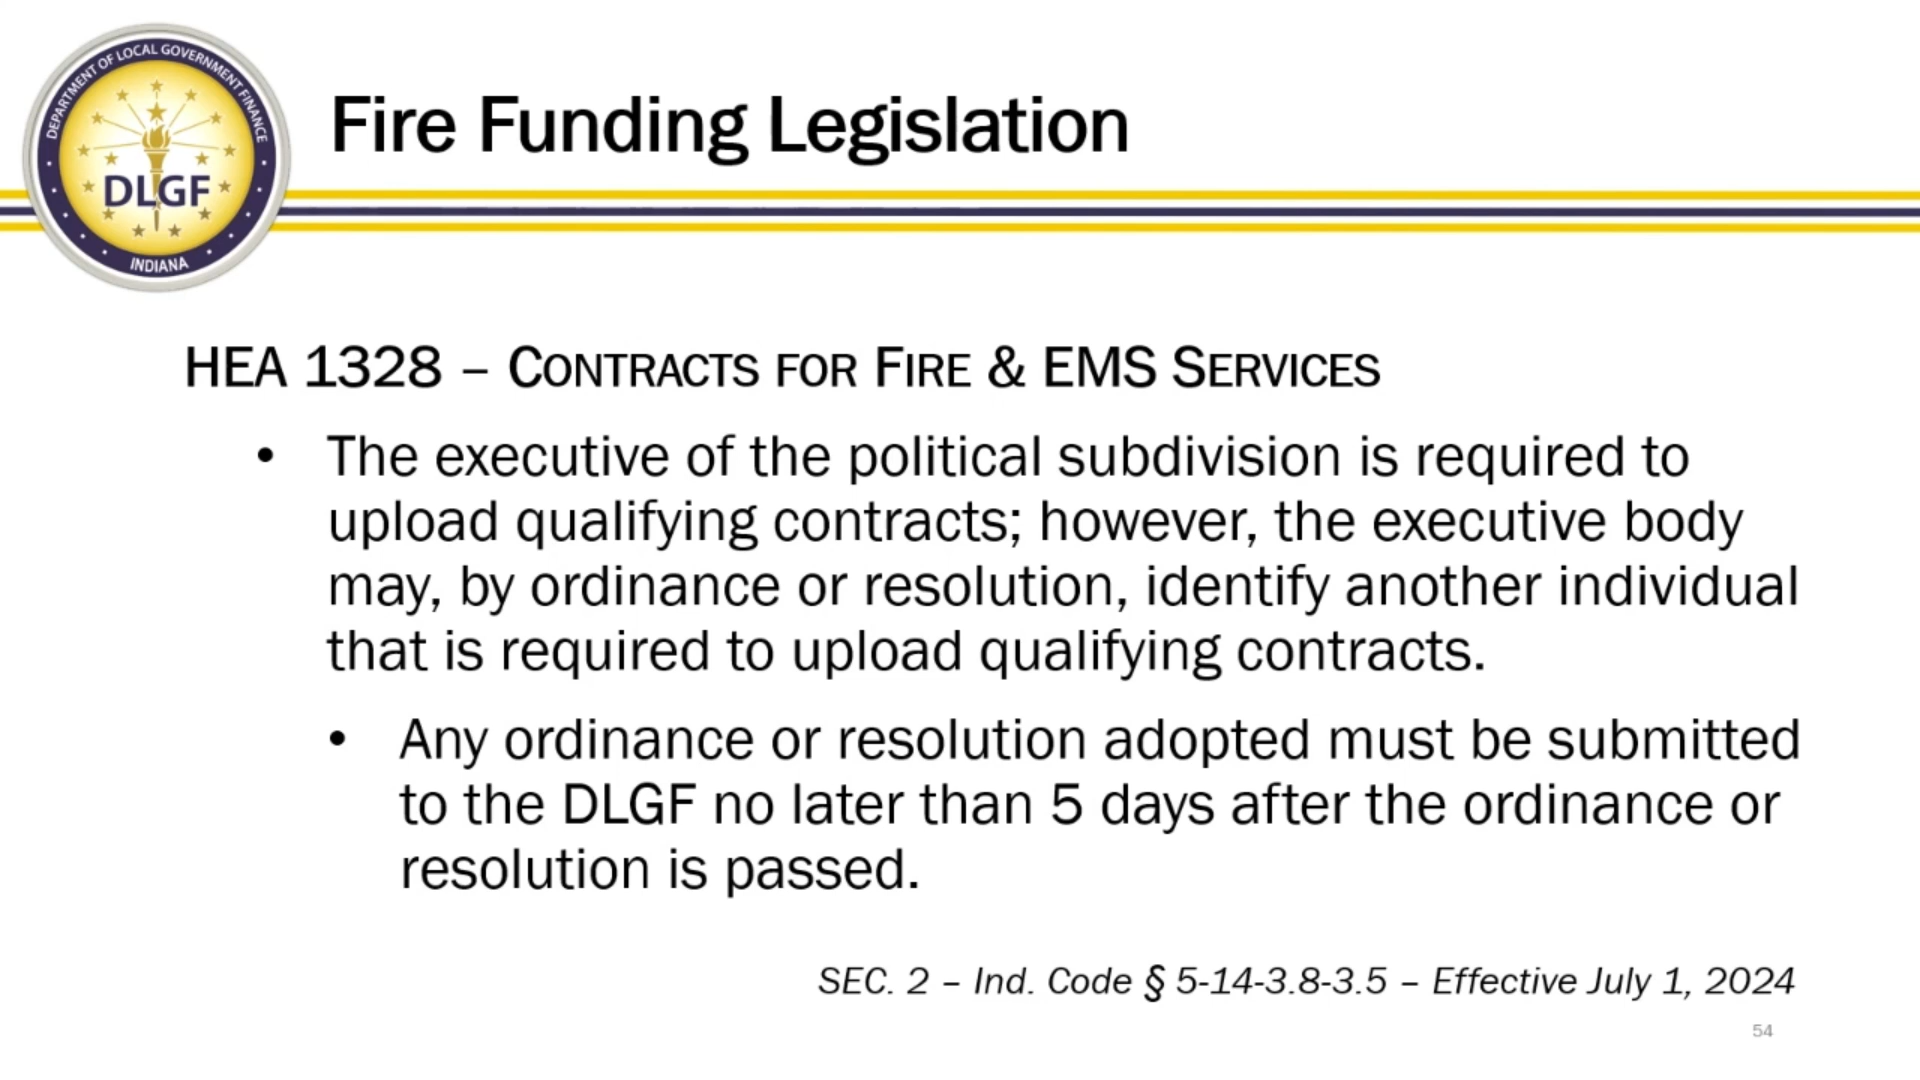 DEPARTMENT OF LOCAL GOVERNMENT FINANCE
DLGF
INDIANA
Fire Funding Legislation
HEA 1328 – CONTRACTS FOR FIRE & EMS SERVICES
• The executive of the political subdivision is required to
upload qualifying contracts; however, the executive body
may, by ordinance or resolution, identify another individual
that is required to upload qualifying contracts.
• Any ordinance or resolution adopted must be submitted
to the DLGF no later than 5 days after the ordinance or
resolution is passed.
SEC. 2 – Ind. Code § 5-14-3.8-3.5 – Effective July 1, 2024
54